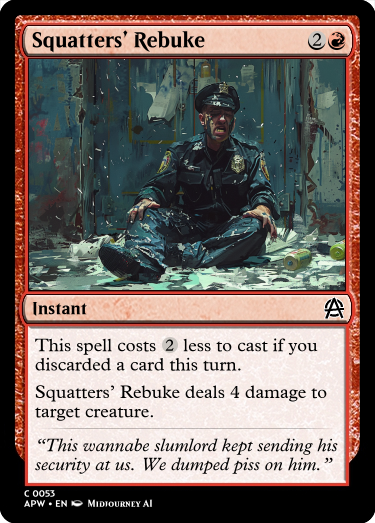 Squatters’ Rebuke 2
Instant
This spell costs 2 less to cast if you
discarded a card this turn.
Squatters’ Rebuke deals 4 damage to
target creature.
“This wannabe slumlord kept sending his
security at us. We dumped piss on him.”
C 0053
APW • EN Midjourney AI